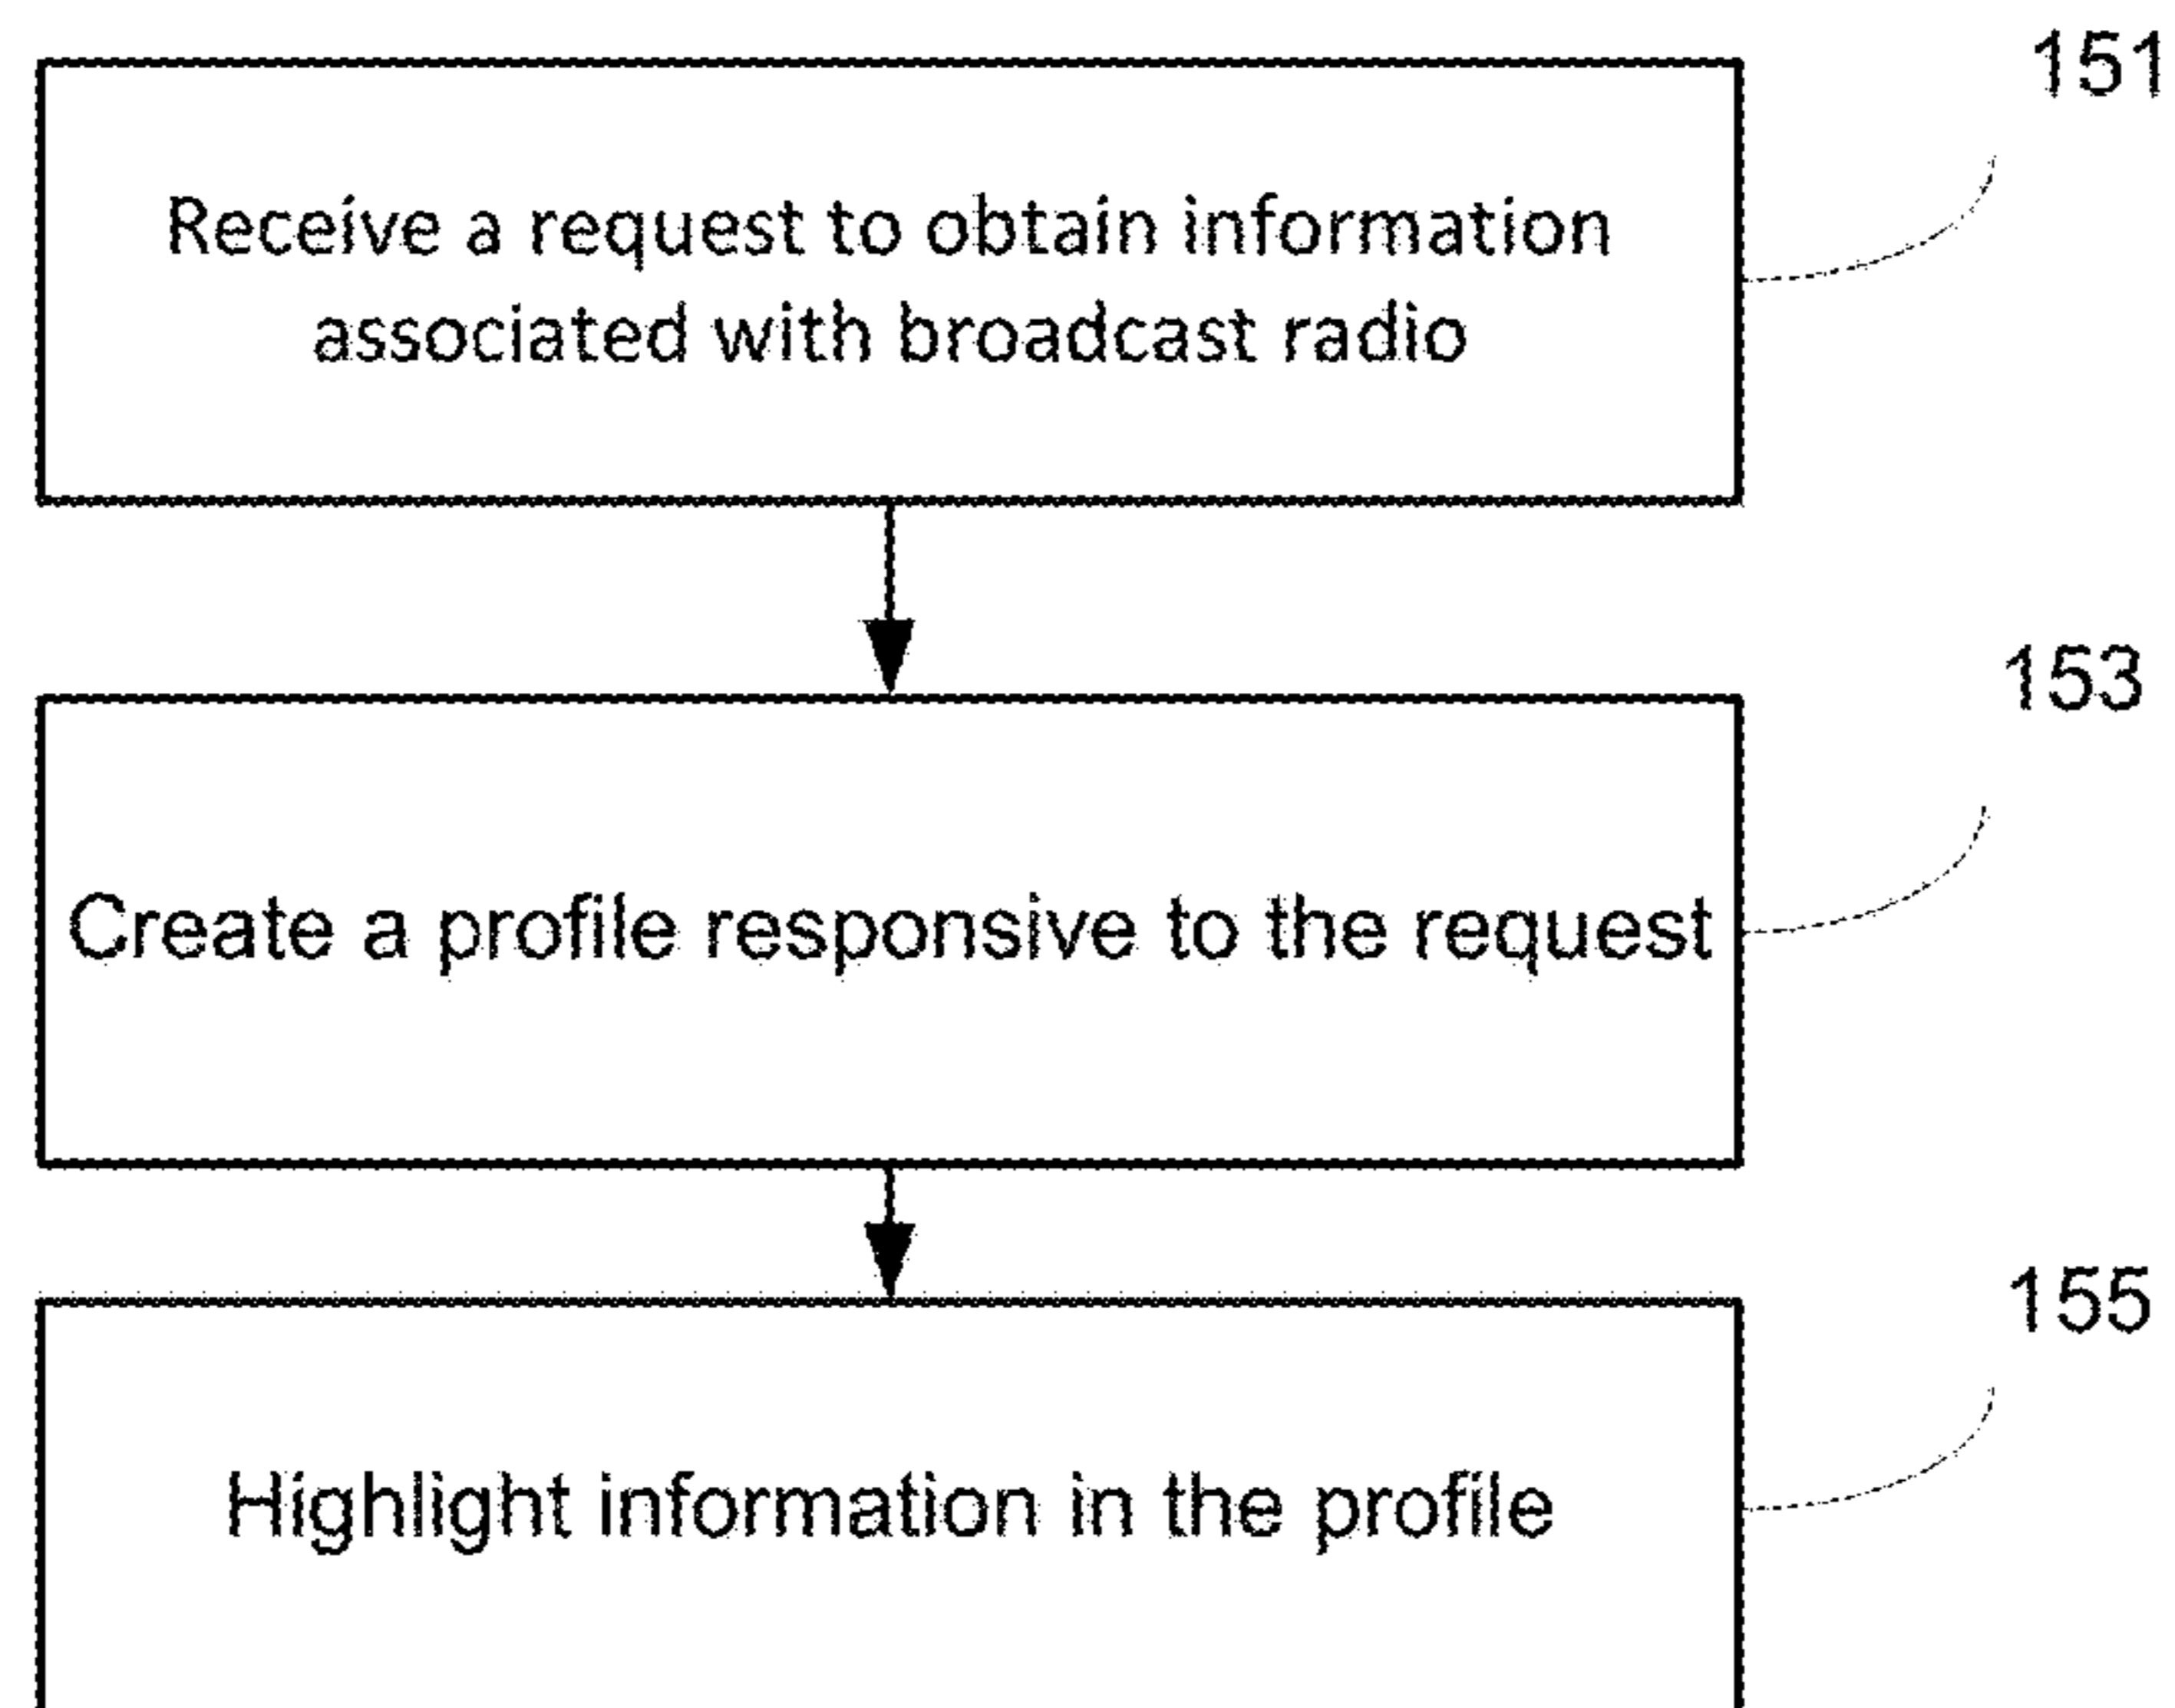 151
Receive a request to obtain information
associated with broadcast radio
153
Create a profile responsive to the request
155
Highlight information in the profile